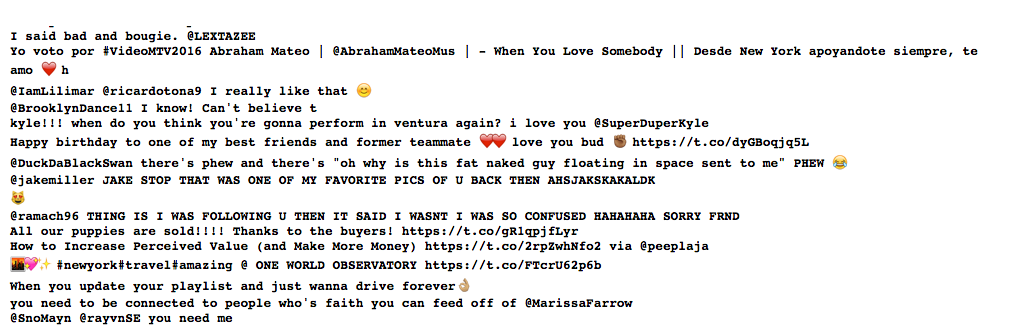 I said bad and bougie. @LEXTAZEE
Yo voto por #VideoMTV2016 Abraham Mateo | @AbrahamMateoMus | - When You Love Somebody || Desde New York apoyandote siempre, te
amo ❤️ h
@IamLilimar @ricardotona9 I really like that 😊
@BrooklynDance11 I know! Can't believe t
kyle!!! when do you think you're gonna perform in ventura again? i love you @SuperDuperKyle
Happy birthday to one of my best friends and former teammate ❤️❤️ love you bud ✊🏾 https://t.co/dyGBoqjq5L
@DuckDaBlackSwan there's phew and there's "oh why is this fat naked guy floating in space sent to me" PHEW 😂
@jakemiller JAKE STOP THAT WAS ONE OF MY FAVORITE PICS OF U BACK THEN AHSJAKSKAKALDK
😻
@ramach96 THING IS I WAS FOLLOWING U THEN IT SAID I WASNT I WAS SO CONFUSED HAHAHAHA SORRY FRND
All our puppies are sold!!!! Thanks to the buyers! https://t.co/gR1qpjfLyr
How to Increase Perceived Value (and Make More Money) https://t.co/2rpZwhNfo2 via @peeplaja
🌇💖✨ #newyork#travel#amazing @ ONE WORLD OBSERVATORY https://t.co/FTcrU62p6b
When you update your playlist and just wanna drive forever👌🏼
you need to be connected to people who's faith you can feed off of @MarissaFarrow
@SnoMayn @rayvnSE you need me